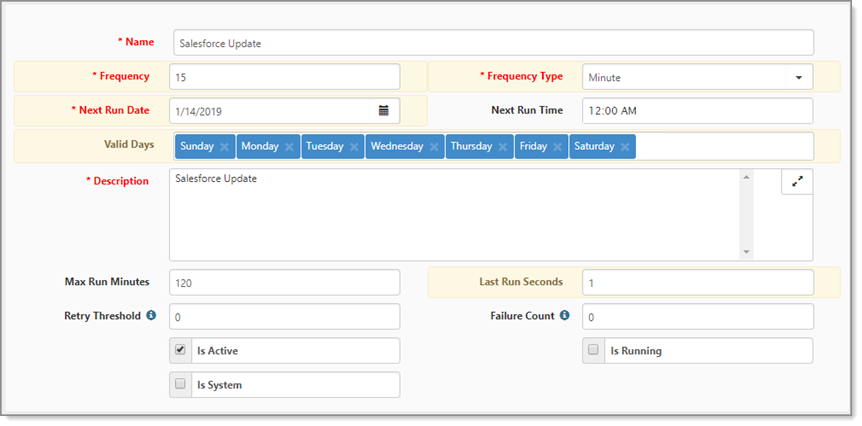 * Name Salesforce Update
* Frequency 15 * Frequency Type Minute
* Next Run Date 1/14/2019 Next Run Time 12:00 AM
Valid Days Sunday × Monday × Tuesday × Wednesday × Thursday × Friday × Saturday ×
* Description Salesforce Update
Max Run Minutes 120 Last Run Seconds 1
Retry Threshold 0 Failure Count 0
Is Active Is Running
Is System